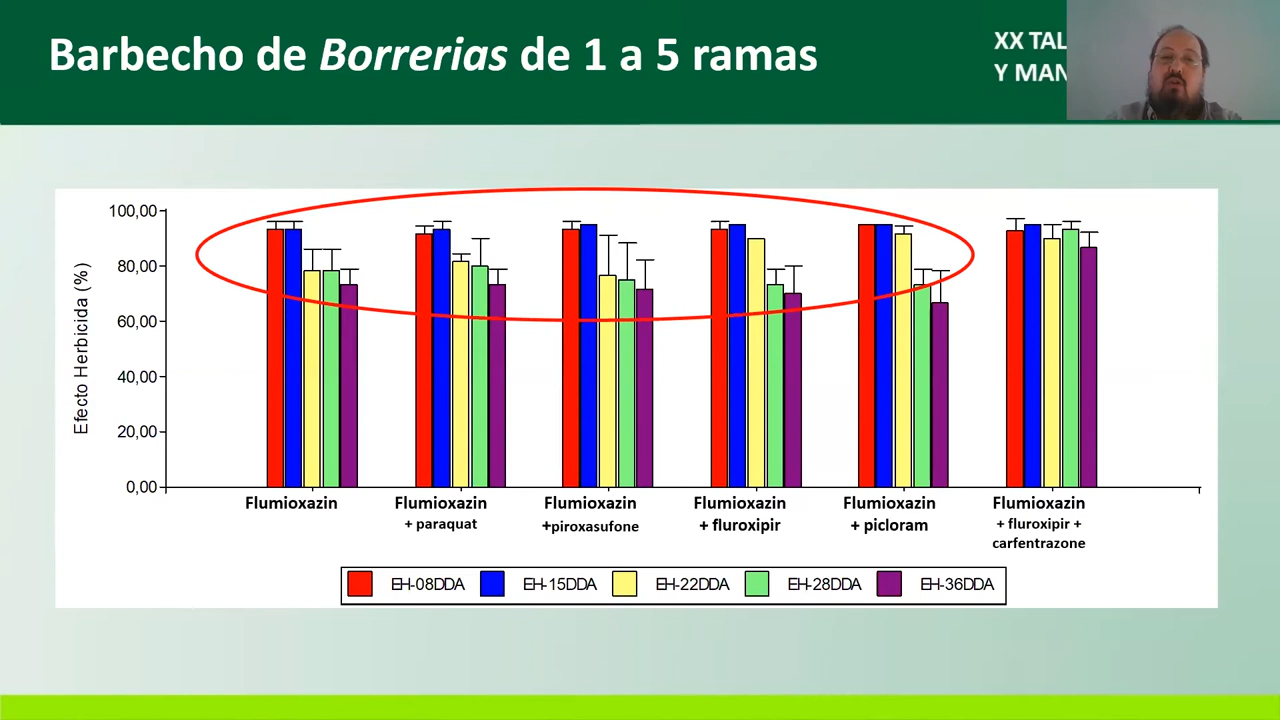 Barbecho de Borrerias de 1 a 5 ramas
XX TAL
Y MAN
Efecto Herbicida (%)
100,00
80,00
60,00
40,00
20,00
0,00
Flumioxazin
Flumioxazin
+ paraquat
Flumioxazin
+piroxasufone
Flumioxazin
+ fluroxipir
Flumioxazin
+ picloram
Flumioxazin
+ fluroxipir +
carfentrazone
EH-08DDA EH-15DDA EH-22DDA EH-28DDA EH-36DDA